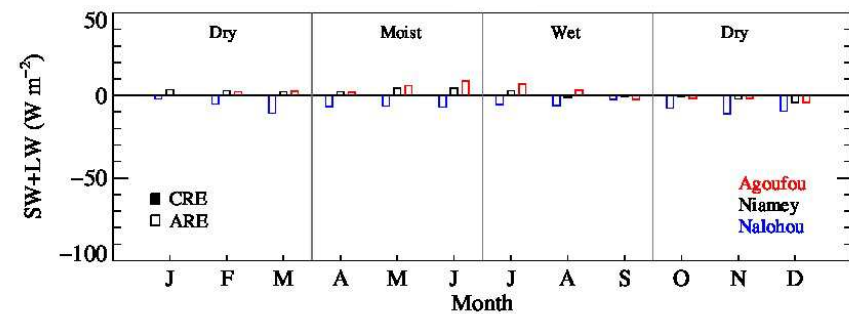 50
Dry Moist Wet Dry
0
SW+LW (W m⁻²)
−50
CRE
ARE
Agoufou
Niamey
Nalohou
−100
J F M A M J J A S O N D
Month